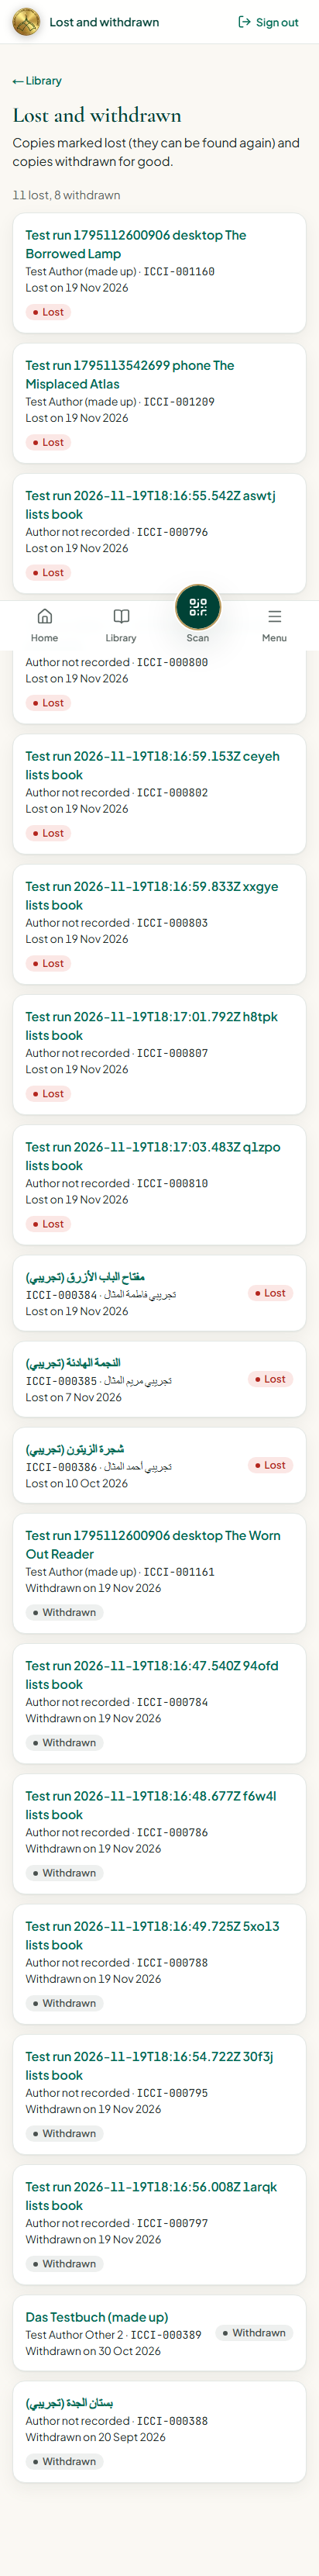 Lost and withdrawn
Sign out
← Library
Lost and withdrawn
Copies marked lost (they can be found again) and
copies withdrawn for good.
11 lost, 8 withdrawn
Test run 1795112600906 desktop The
Borrowed Lamp
Test Author (made up) · ICCI-001160
Lost on 19 Nov 2026
Lost
Test run 1795113542699 phone The
Misplaced Atlas
Test Author (made up) · ICCI-001209
Lost on 19 Nov 2026
Lost
Test run 2026-11-19T18:16:55.542Z aswtj
lists book
Author not recorded · ICCI-000796
Lost on 19 Nov 2026
Lost
Home
Library
Scan
Menu
Author not recorded · ICCI-000800
Lost on 19 Nov 2026
Lost
Test run 2026-11-19T18:16:59.153Z ceyeh
lists book
Author not recorded · ICCI-000802
Lost on 19 Nov 2026
Lost
Test run 2026-11-19T18:16:59.833Z xxgye
lists book
Author not recorded · ICCI-000803
Lost on 19 Nov 2026
Lost
Test run 2026-11-19T18:17:01.792Z h8tpk
lists book
Author not recorded · ICCI-000807
Lost on 19 Nov 2026
Lost
Test run 2026-11-19T18:17:03.483Z q1zpo
lists book
Author not recorded · ICCI-000810
Lost on 19 Nov 2026
Lost
مفتاح الباب الأزرق (تجريبي)
تجريبي فاطمة المثال · ICCI-000384
Lost on 19 Nov 2026
Lost
النجمة الهادئة (تجريبي)
تجريبي مريم المثال · ICCI-000385
Lost on 7 Nov 2026
Lost
شجرة الزيتون (تجريبي)
تجريبي أحمد المثال · ICCI-000386
Lost on 10 Oct 2026
Lost
Test run 1795112600906 desktop The Worn
Out Reader
Test Author (made up) · ICCI-001161
Withdrawn on 19 Nov 2026
Withdrawn
Test run 2026-11-19T18:16:47.540Z 94ofd
lists book
Author not recorded · ICCI-000784
Withdrawn on 19 Nov 2026
Withdrawn
Test run 2026-11-19T18:16:48.677Z f6w4l
lists book
Author not recorded · ICCI-000786
Withdrawn on 19 Nov 2026
Withdrawn
Test run 2026-11-19T18:16:49.725Z 5xo13
lists book
Author not recorded · ICCI-000788
Withdrawn on 19 Nov 2026
Withdrawn
Test run 2026-11-19T18:16:54.722Z 30f3j
lists book
Author not recorded · ICCI-000795
Withdrawn on 19 Nov 2026
Withdrawn
Test run 2026-11-19T18:16:56.008Z 1arqk
lists book
Author not recorded · ICCI-000797
Withdrawn on 19 Nov 2026
Withdrawn
Das Testbuch (made up)
Test Author Other 2 · ICCI-000389
Withdrawn on 30 Oct 2026
Withdrawn
بستان الجدة (تجريبي)
Author not recorded · ICCI-000388
Withdrawn on 20 Sept 2026
Withdrawn